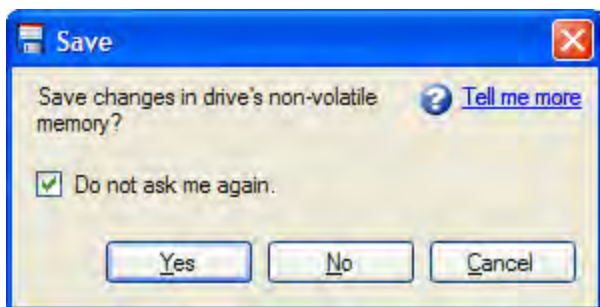 Save
Save changes in drive's non-volatile
memory?
Tell me more
Do not ask me again.
Yes
No
Cancel